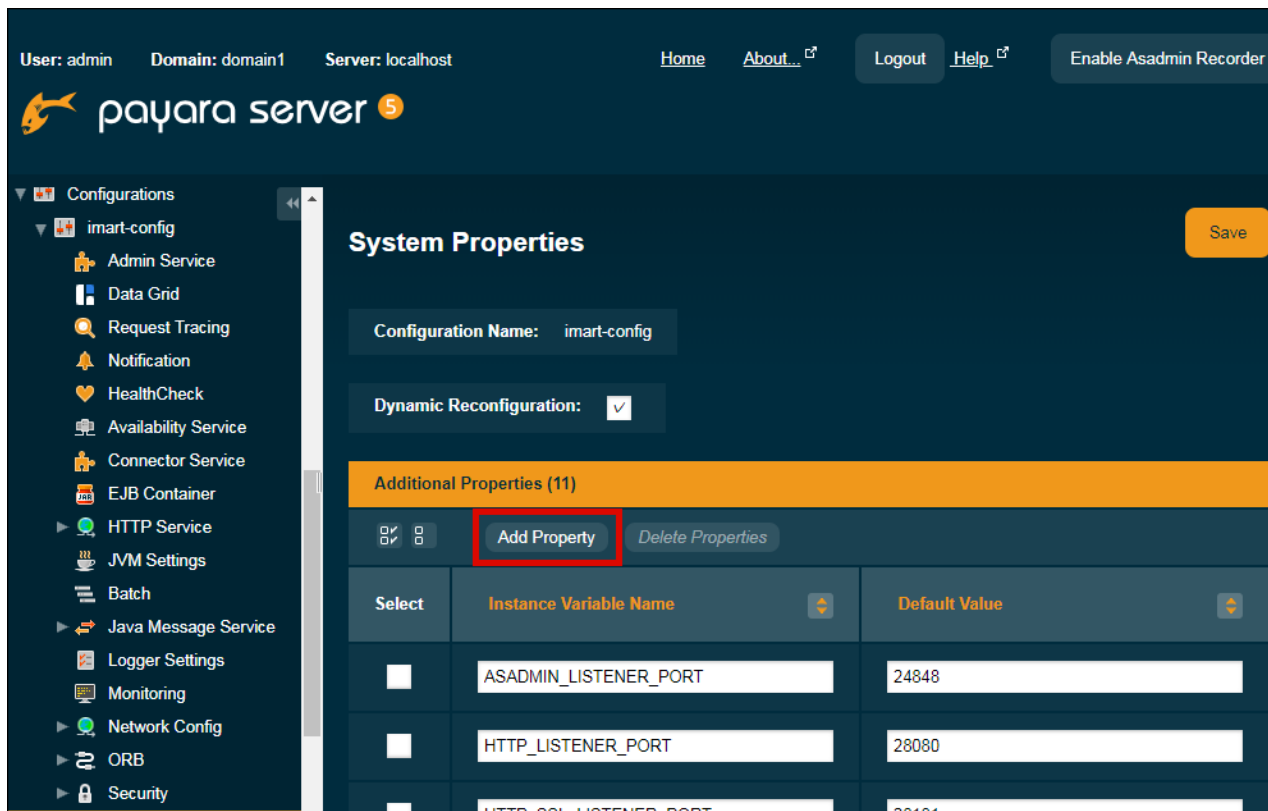 User: admin Domain: domain1 Server: localhost Home About... Logout Help Enable Asadmin Recorder
payara server 5
Configurations
imart-config
Admin Service
Data Grid
Request Tracing
Notification
HealthCheck
Availability Service
Connector Service
EJB Container
HTTP Service
JVM Settings
Batch
Java Message Service
Logger Settings
Monitoring
Network Config
ORB
Security
System Properties
Save
Configuration Name: imart-config
Dynamic Reconfiguration:
Additional Properties (11)
Add Property Delete Properties
Select Instance Variable Name Default Value
ASADMIN_LISTENER_PORT 24848
HTTP_LISTENER_PORT 28080